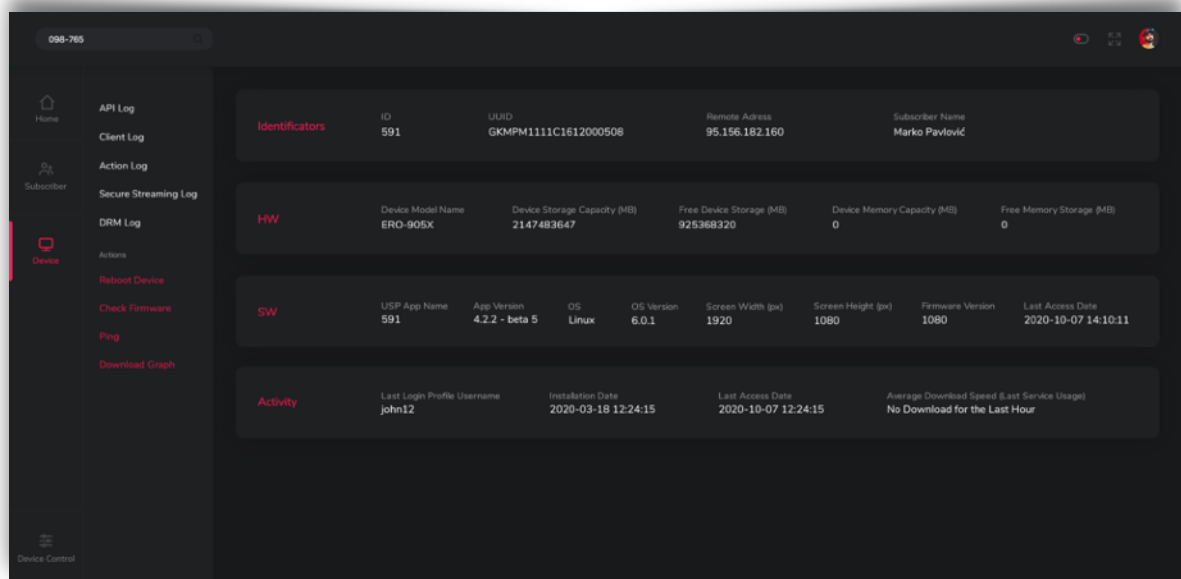 098-765
Home
Subscriber
Device
Device Control
API Log
Client Log
Action Log
Secure Streaming Log
DRM Log
Actions
Reboot Device
Check Firmware
Ping
Download Graph
Identificators
ID UUID Remote Adress Subscriber Name
591 GKMPM1111C1612000508 95.156.182.160 Marko Pavlović
HW
Device Model Name Device Storage Capacity (MB) Free Device Storage (MB) Device Memory Capacity (MB) Free Memory Storage (MB)
ERO-905X 2147483647 925368320 0 0
SW
USP App Name App Version OS OS Version Screen Width (px) Screen Height (px) Firmware Version Last Access Date
591 4.2.2 - beta 5 Linux 6.0.1 1920 1080 1080 2020-10-07 14:10:11
Activity
Last Login Profile Username Installation Date Last Access Date Average Download Speed (Last Service Usage)
john12 2020-03-18 12:24:15 2020-10-07 12:24:15 No Download for the Last Hour